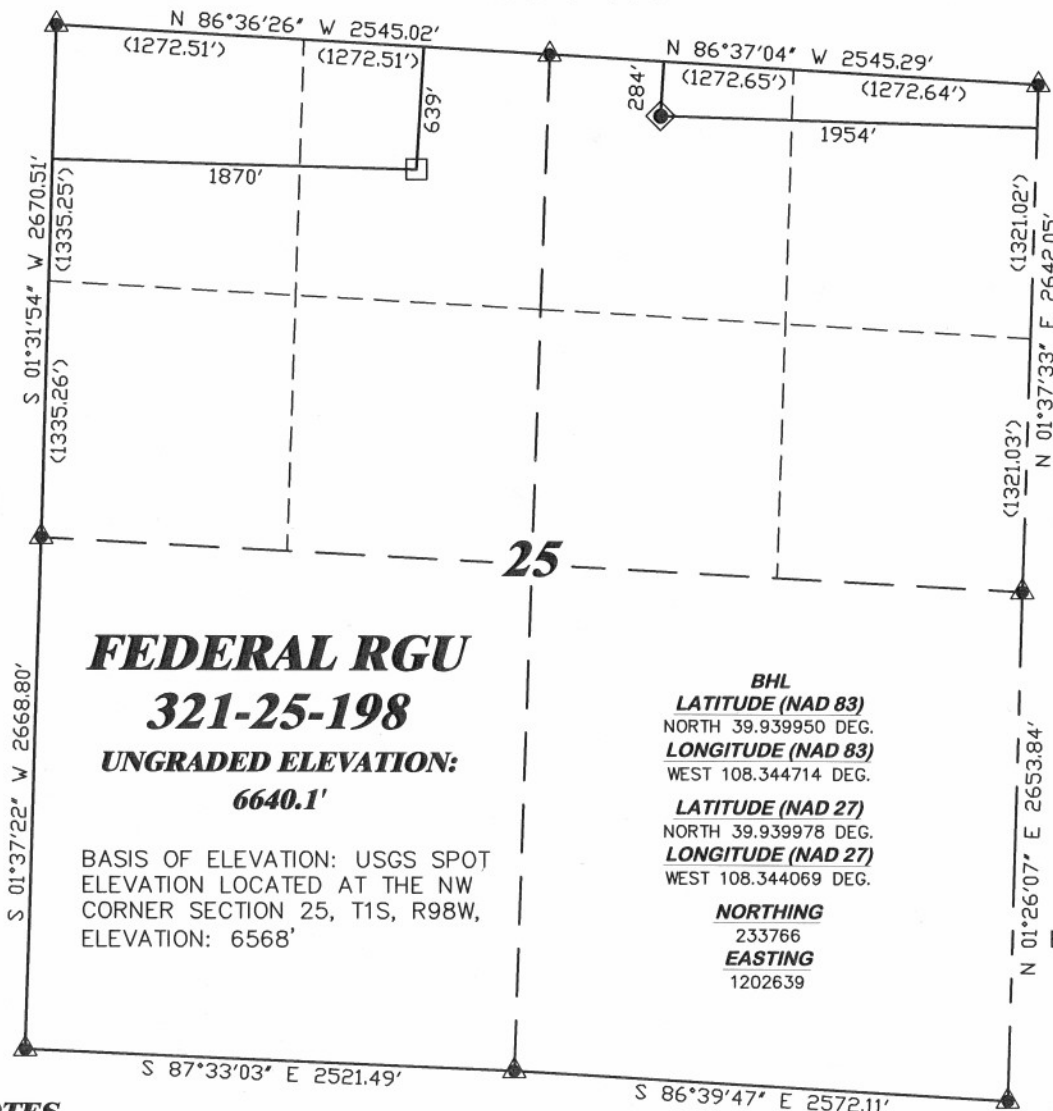 N 86°36'26" W 2545.02'
(1272.51')
(1272.51')
N 86°37'04" W 2545.29'
(1272.65')
(1272.64')
639'
284'
1870'
1954'
S 01°31'54" W 2670.51'
(1335.25')
(1335.26')
(1321.02')
(1321.03')
N 01°37'33" E 2642.05'
25
FEDERAL RGU
321-25-198
UNGRADED ELEVATION:
6640.1'
BASIS OF ELEVATION: USGS SPOT
ELEVATION LOCATED AT THE NW
CORNER SECTION 25, T1S, R98W,
ELEVATION: 6568'
BHL
LATITUDE (NAD 83)
NORTH 39.939950 DEG.
LONGITUDE (NAD 83)
WEST 108.344714 DEG.
LATITUDE (NAD 27)
NORTH 39.939978 DEG.
LONGITUDE (NAD 27)
WEST 108.344069 DEG.
NORTHING
233766
EASTING
1202639
S 01°37'22" W 2668.80'
N 01°26'07" E 2653.84'
S 87°33'03" E 2521.49'
S 86°39'47" E 2572.11'